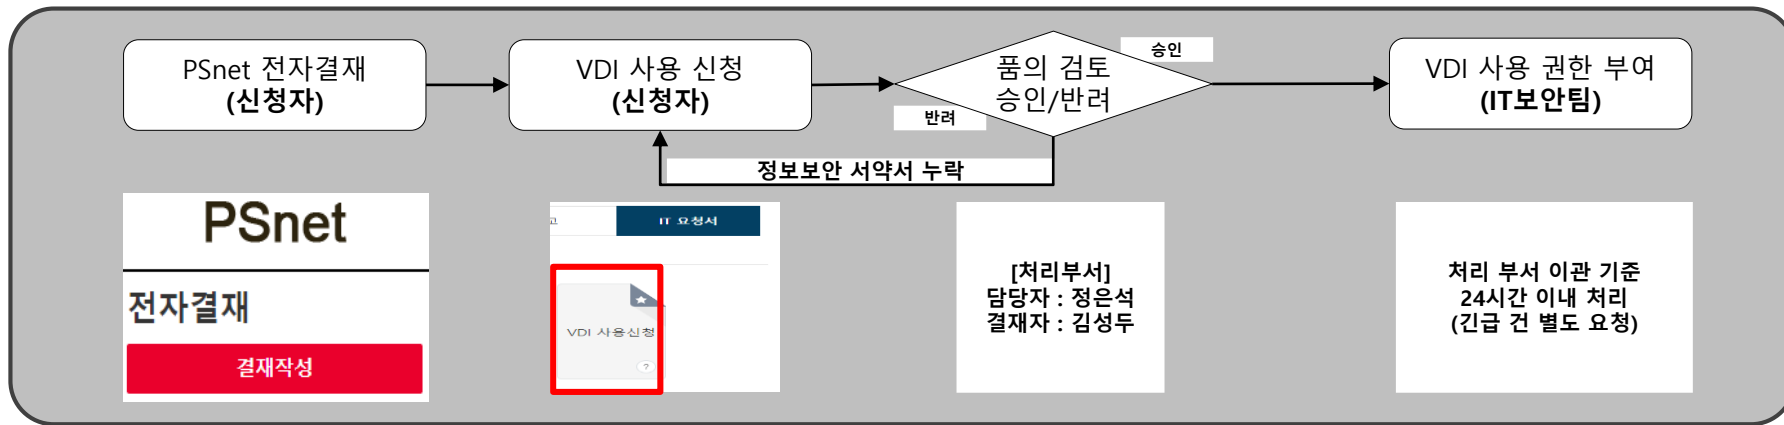 PSnet 전자결재
(신청자)
VDI 사용 신청
(신청자)
품의 검토
승인/반려
승인
반려
VDI 사용 권한 부여
(IT보안팀)
정보보안 서약서 누락
PSnet
전자결재
결재작성
고
IT 요청서
VDI 사용신청
?
[처리부서]
담당자 : 정은석
결재자 : 김성두
처리 부서 이관 기준
24시간 이내 처리
(긴급 건 별도 요청)